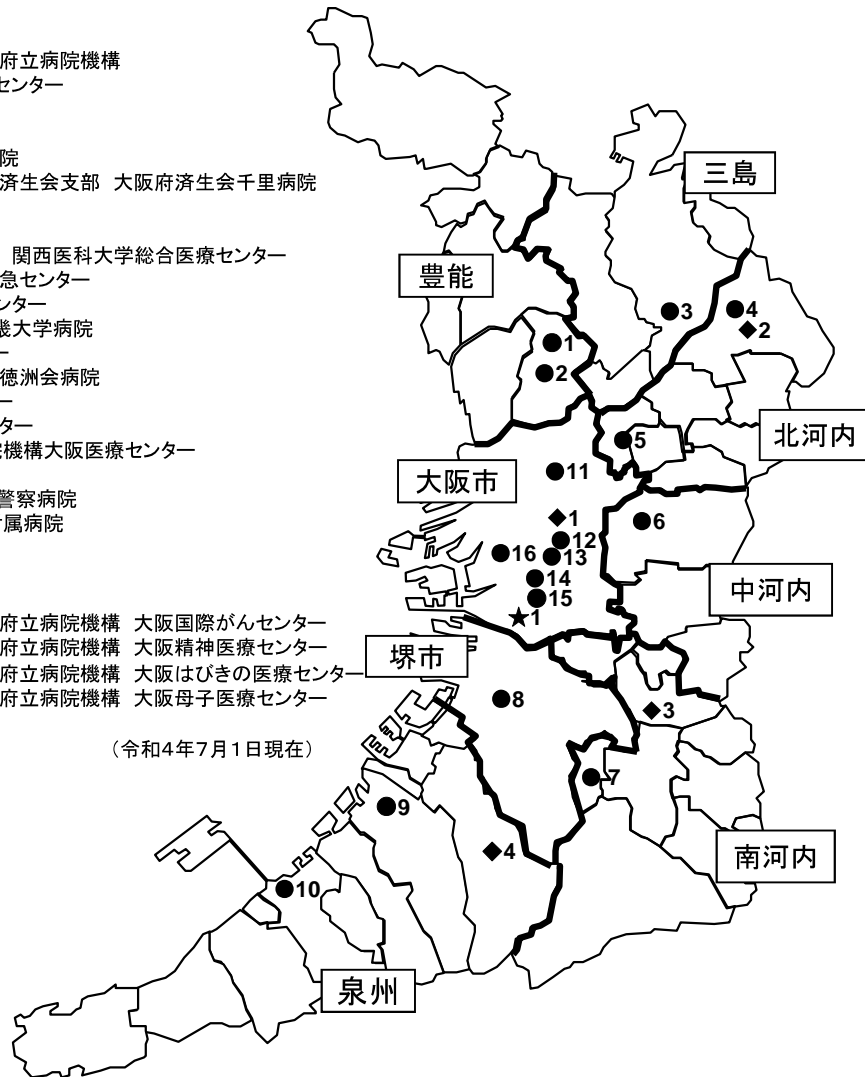 府立病院機構
センター
院
済生会支部 大阪府済生会千里病院
関西医科大学総合医療センター
急センター
ンター
畿大学病院
ー
徳洲会病院
ー
ター
院機構大阪医療センター
警察病院
付属病院
府立病院機構 大阪国際がんセンター
府立病院機構 大阪精神医療センター
府立病院機構 大阪はびきの医療センター
府立病院機構 大阪母子医療センター
(令和4年7月1日現在)
三島
豊能
●3
●4
◆2
●1
●2
北河内
●5
大阪市
●11
◆1
●6
●12
●16
●13
●14
中河内
●15
★1
堺市
●8
◆3
●7
●9
南河内
◆4
●10
泉州